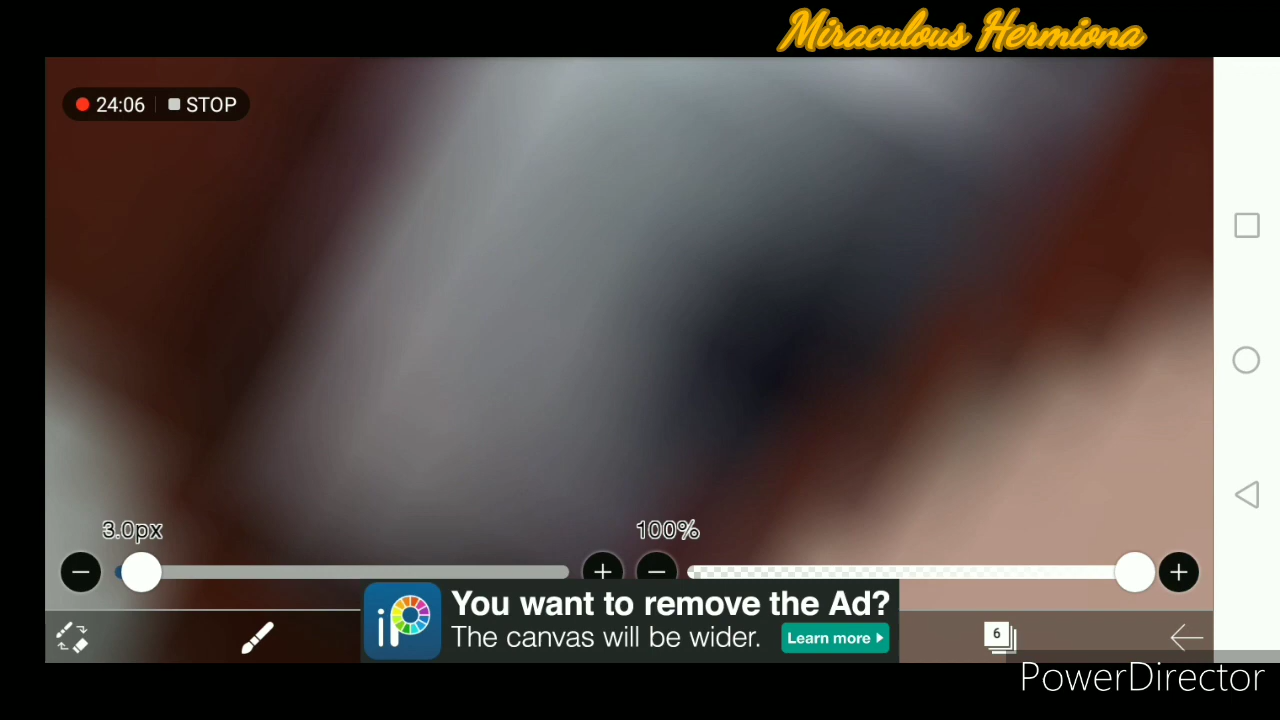 Miraculous Hermiona
24:06 STOP
3.0px
100%
iP
You want to remove the Ad?
The canvas will be wider.
Learn more
6
PowerDirector